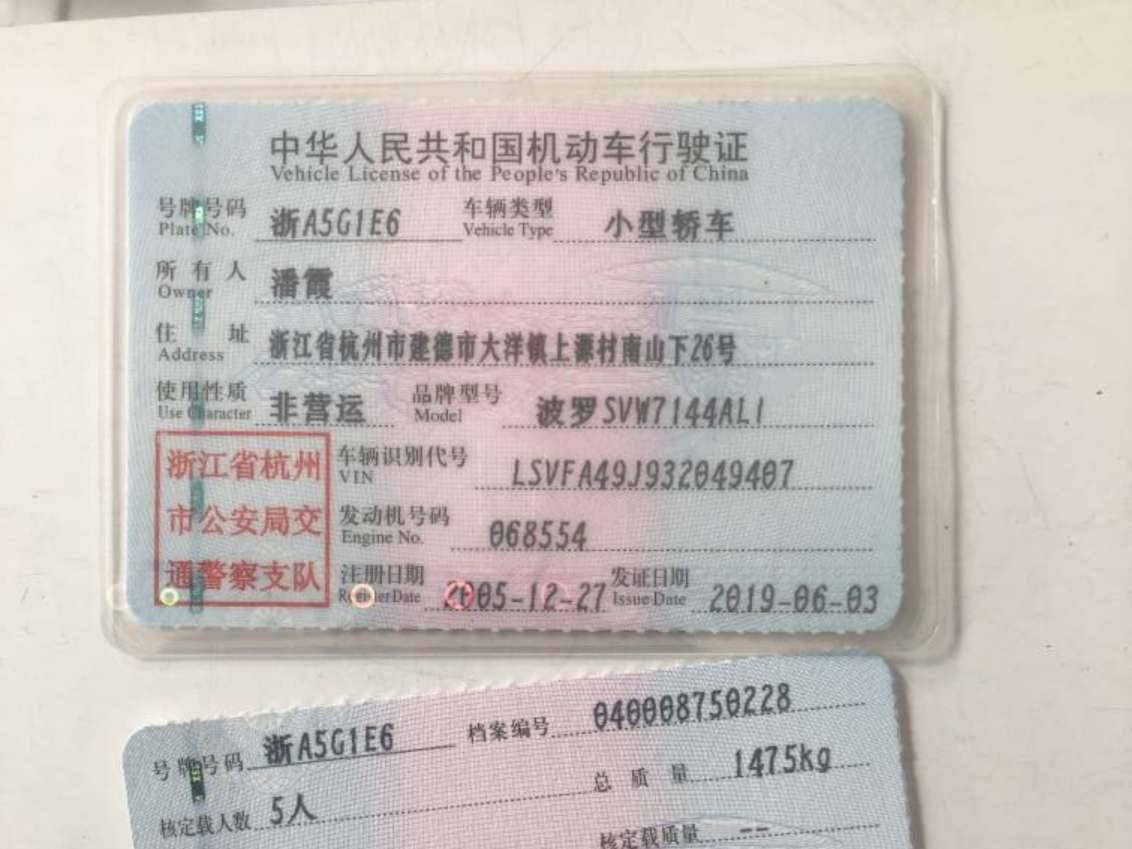 中华人民共和国机动车行驶证
Vehicle License of the People's Republic of China
号牌号码 浙A5G1E6 车辆类型 小型轿车
Plate No. Vehicle Type
所有人 潘霞
Owner
住址 浙江省杭州市建德市大洋镇上源村南山下26号
Address
使用性质 非营运 品牌型号 波罗SVW7144ALI
Use Character Model
浙江省杭州
市公安局交
通警察支队
车辆识别代号 LSVFA49J932049407
VIN
发动机号码 068554
Engine No.
注册日期 2005-12-27 发证日期 2019-06-03
Register Date Issue Date
号牌号码 浙A5G1E6 档案编号 040008750228
核定载人数 5人 总质量 1475kg
核定载质量 --